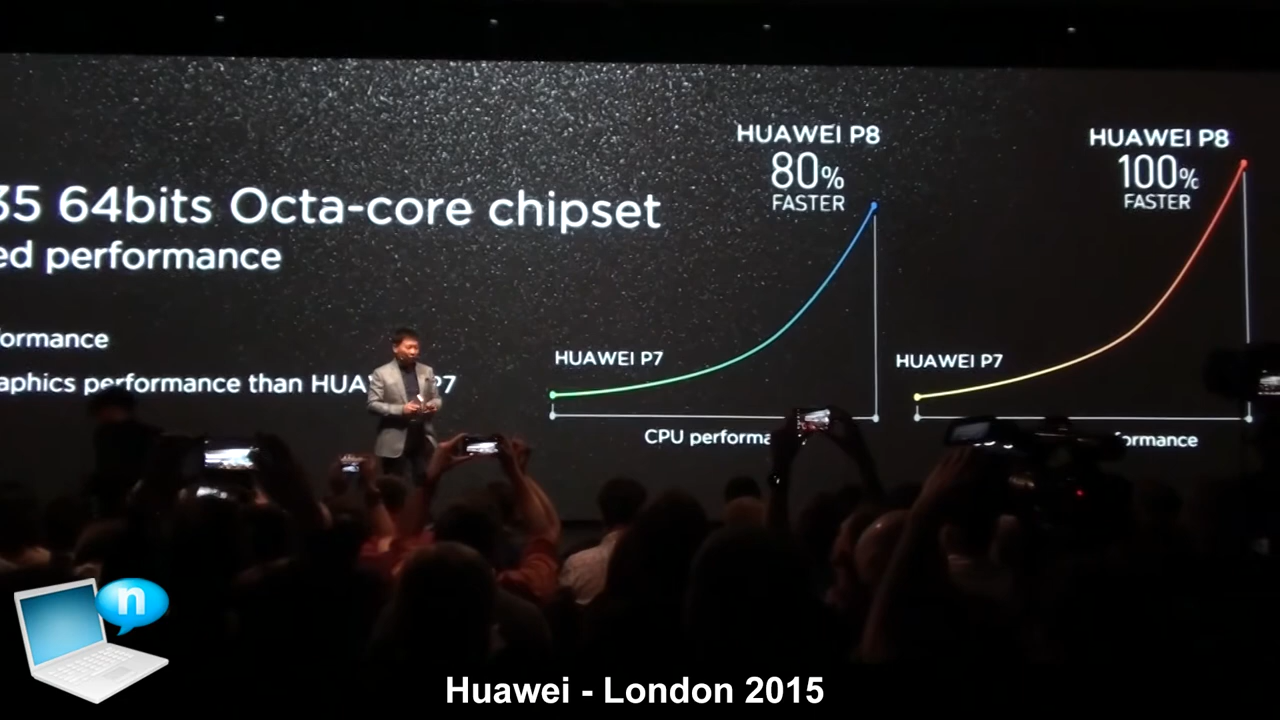 35 64bits Octa-core chipset
ed performance
ormance
aphics performance than HUA P7
HUAWEI P8
80%
FASTER
HUAWEI P7
CPU performa
HUAWEI P8
100%
FASTER
HUAWEI P7
formance
n
Huawei - London 2015